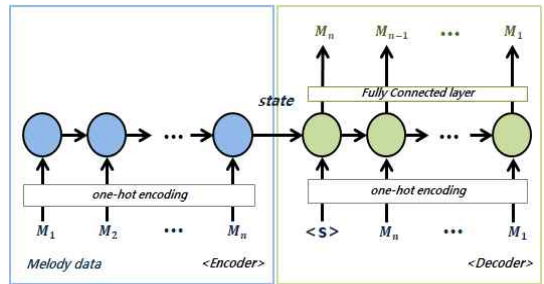 M_n M_{n-1} ... M_1
Fully Connected layer
state
...
...
one-hot encoding
one-hot encoding
M_1 M_2 ... M_n
<s> M_n ... M_1
Melody data <Encoder>
<Decoder>